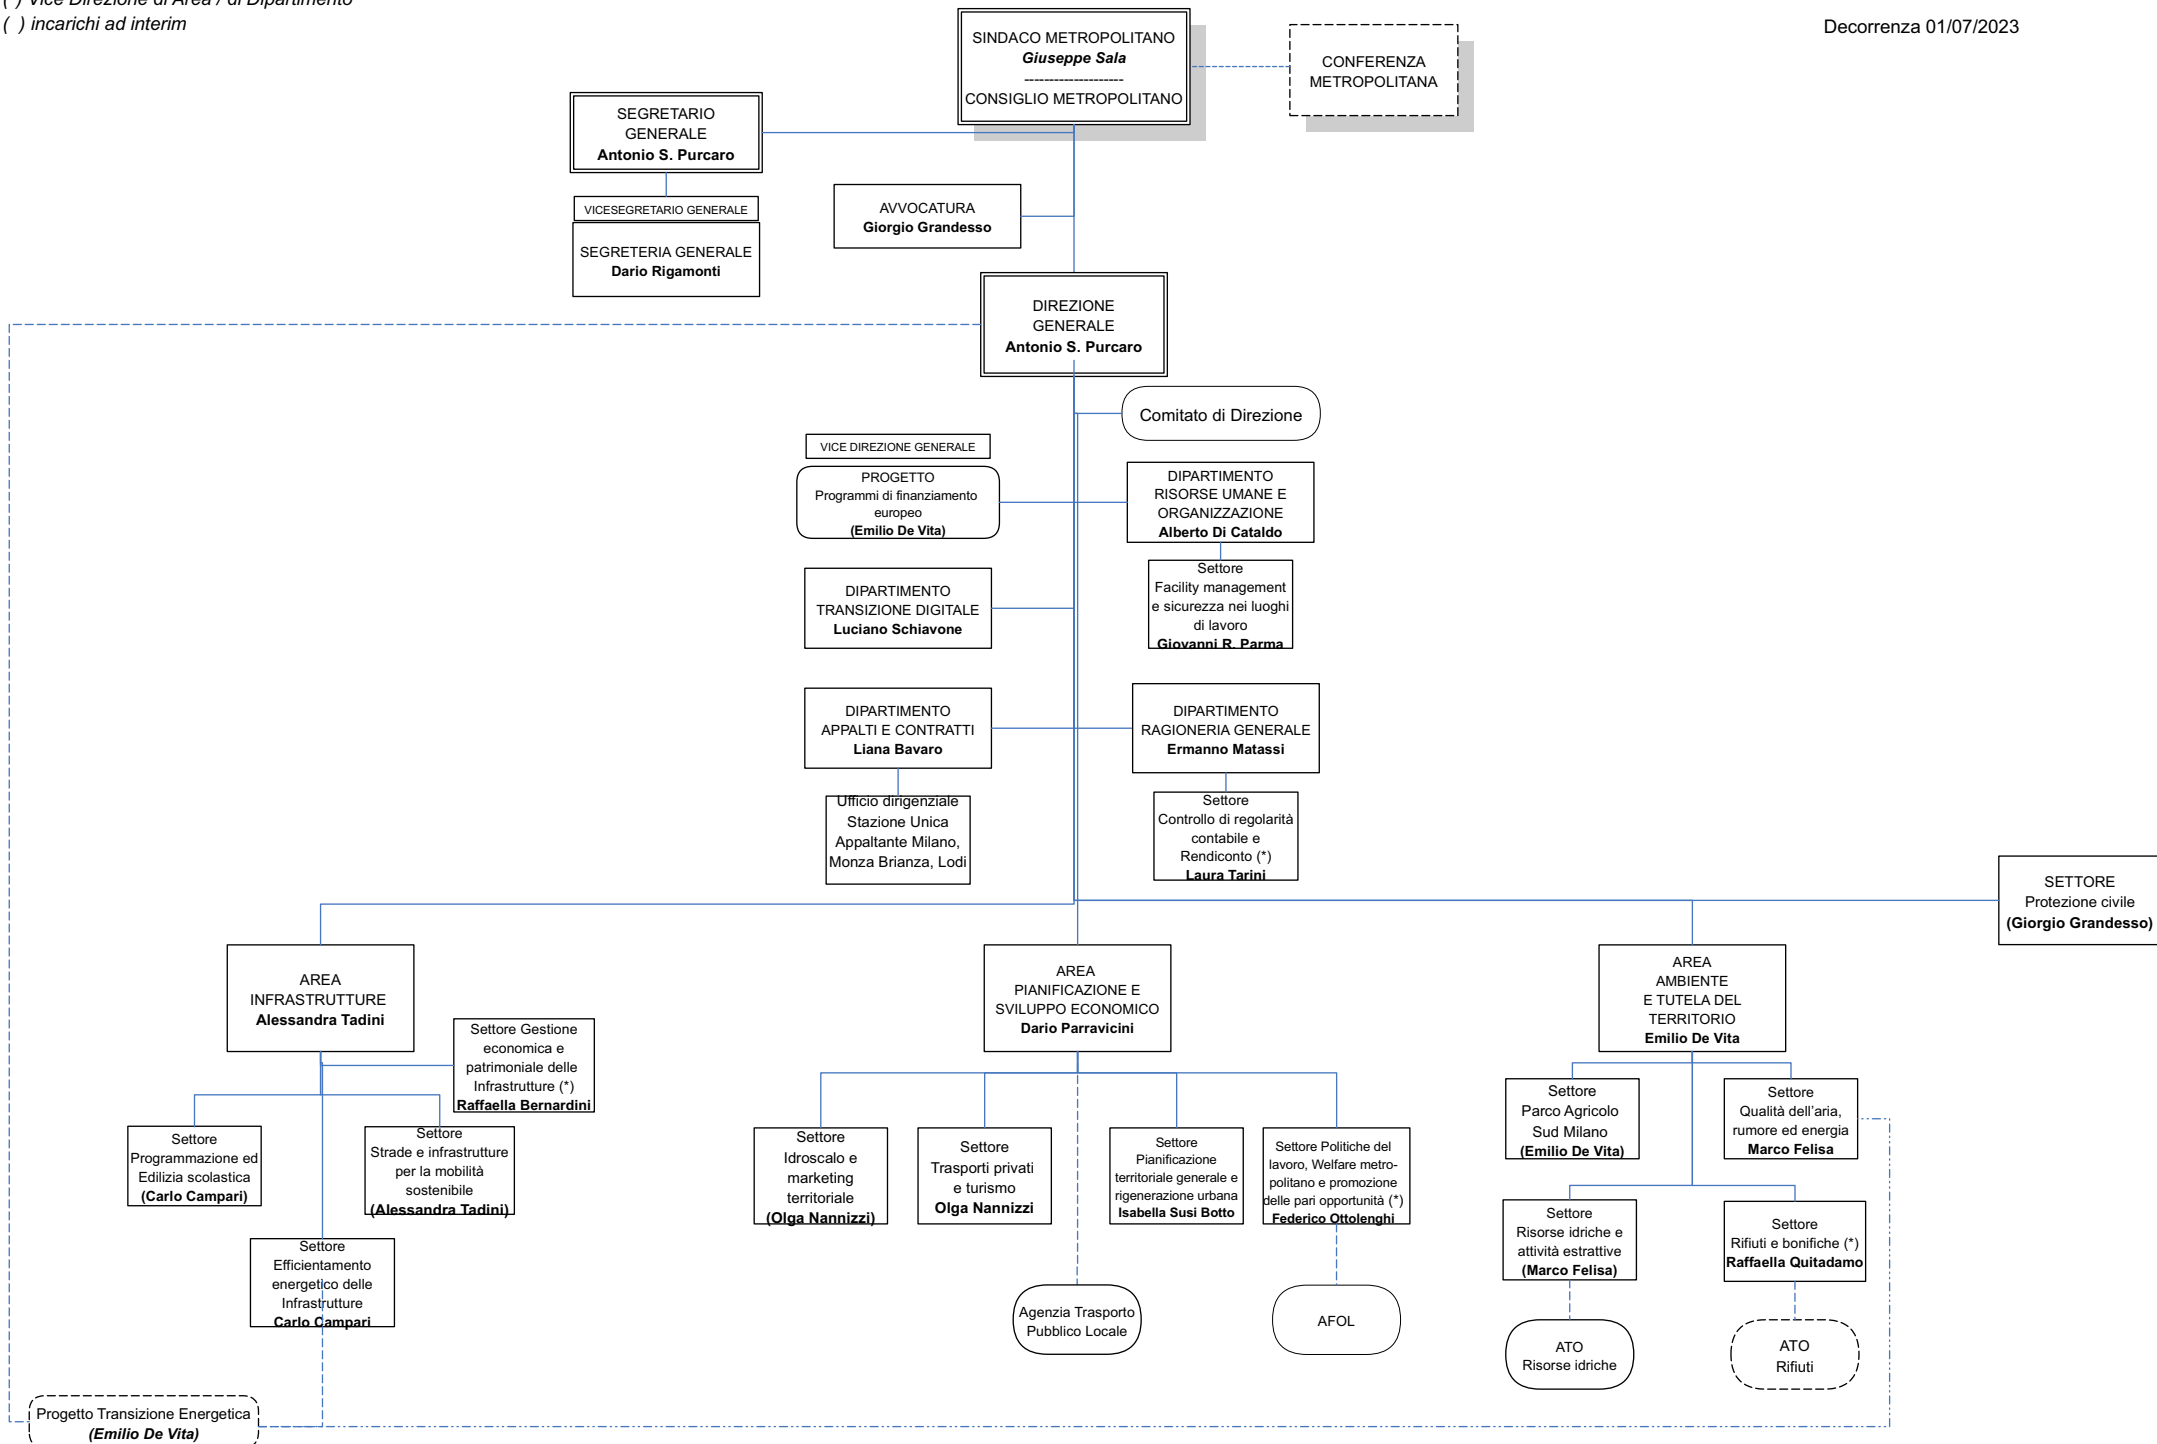 (*) Vice Direzione di Area / di Dipartimento
( ) incarichi ad interim
Decorrenza 01/07/2023
SINDACO METROPOLITANO
Giuseppe Sala
--------------------
CONSIGLIO METROPOLITANO
CONFERENZA
METROPOLITANA
SEGRETARIO
GENERALE
Antonio S. Purcaro
VICESEGRETARIO GENERALE
SEGRETERIA GENERALE
Dario Rigamonti
AVVOCATURA
Giorgio Grandesso
DIREZIONE
GENERALE
Antonio S. Purcaro
Comitato di Direzione
VICE DIREZIONE GENERALE
PROGETTO
Programmi di finanziamento
europeo
(Emilio De Vita)
DIPARTIMENTO
RISORSE UMANE E
ORGANIZZAZIONE
Alberto Di Cataldo
Settore
Facility management
e sicurezza nei luoghi
di lavoro
Giovanni R. Parma
DIPARTIMENTO
TRANSIZIONE DIGITALE
Luciano Schiavone
DIPARTIMENTO
APPALTI E CONTRATTI
Liana Bavaro
Ufficio dirigenziale
Stazione Unica
Appaltante Milano,
Monza Brianza, Lodi
DIPARTIMENTO
RAGIONERIA GENERALE
Ermanno Matassi
Settore
Controllo di regolarità
contabile e
Rendiconto (*)
Laura Tarini
SETTORE
Protezione civile
(Giorgio Grandesso)
AREA
INFRASTRUTTURE
Alessandra Tadini
Settore Gestione
economica e
patrimoniale delle
Infrastrutture (*)
Raffaella Bernardini
Settore
Programmazione ed
Edilizia scolastica
(Carlo Campari)
Settore
Strade e infrastrutture
per la mobilità
sostenibile
(Alessandra Tadini)
Settore
Efficientamento
energetico delle
Infrastrutture
Carlo Campari
AREA
PIANIFICAZIONE E
SVILUPPO ECONOMICO
Dario Parravicini
Settore
Idroscalo e
marketing
territoriale
(Olga Nannizzi)
Settore
Trasporti privati
e turismo
Olga Nannizzi
Settore
Pianificazione
territoriale generale e
rigenerazione urbana
Isabella Susi Botto
Settore Politiche del
lavoro, Welfare metro-
politano e promozione
delle pari opportunità (*)
Federico Ottolenghi
Agenzia Trasporto
Pubblico Locale
AFOL
AREA
AMBIENTE
E TUTELA DEL
TERRITORIO
Emilio De Vita
Settore
Parco Agricolo
Sud Milano
(Emilio De Vita)
Settore
Qualità dell'aria,
rumore ed energia
Marco Felisa
Settore
Risorse idriche e
attività estrattive
(Marco Felisa)
Settore
Rifiuti e bonifiche (*)
Raffaella Quitadamo
ATO
Risorse idriche
ATO
Rifiuti
Progetto Transizione Energetica
(Emilio De Vita)